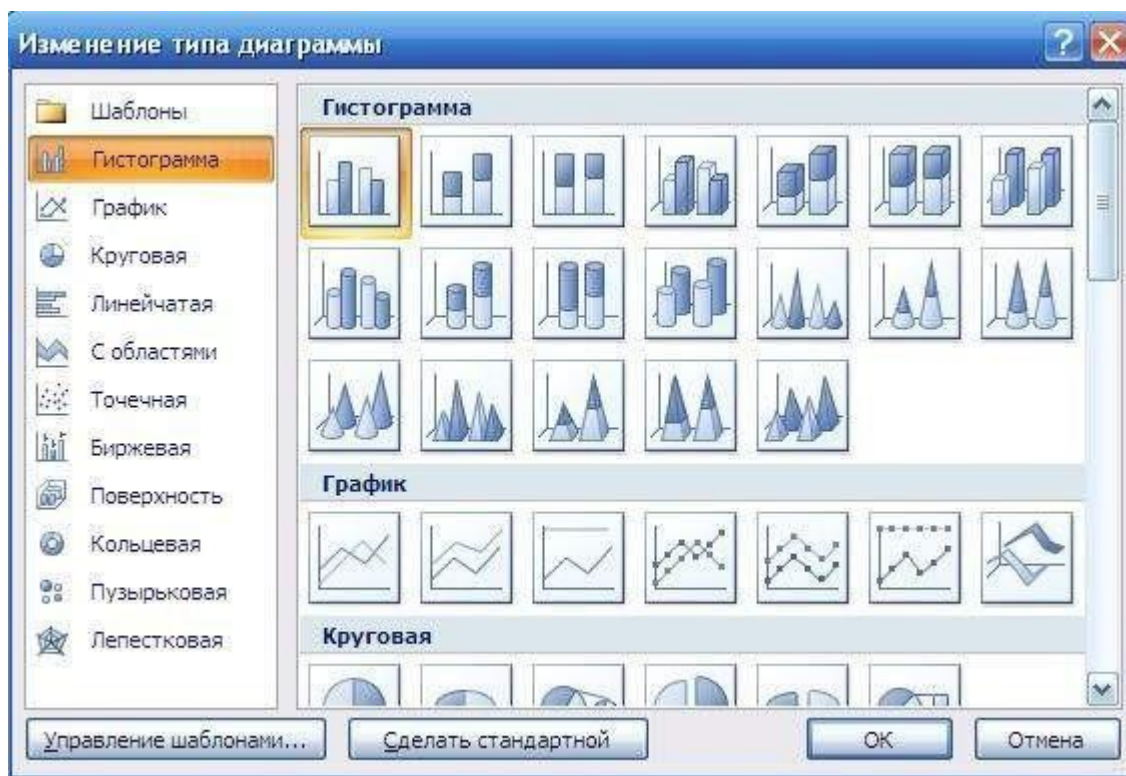 Изменение типа диаграммы
Шаблоны
Гистограмма
График
Круговая
Линейчатая
С областями
Точечная
Биржевая
Поверхность
Кольцевая
Пузырьковая
Лепестковая
Гистограмма
График
Круговая
Управление шаблонами...
Сделать стандартной
ОК
Отмена